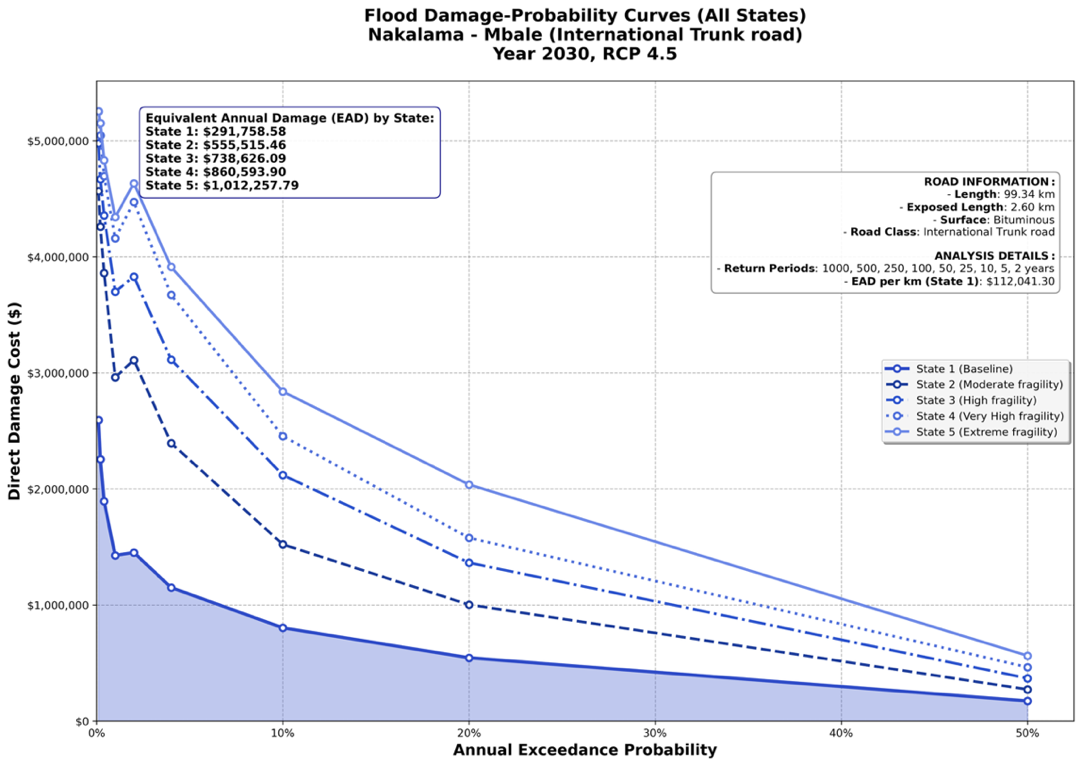 Flood Damage-Probability Curves (All States)
Nakalama - Mbale (International Trunk road)
Year 2030, RCP 4.5
Equivalent Annual Damage (EAD) by State:
State 1: $291,758.58
State 2: $555,515.46
State 3: $738,626.09
State 4: $860,593.90
State 5: $1,012,257.79
ROAD INFORMATION:
- Length: 99.34 km
- Exposed Length: 2.60 km
- Surface: Bituminous
- Road Class: International Trunk road
ANALYSIS DETAILS:
- Return Periods: 1000, 500, 250, 100, 50, 25, 10, 5, 2 years
- EAD per km (State 1): $112,041.30
State 1 (Baseline)
State 2 (Moderate fragility)
State 3 (High fragility)
State 4 (Very High fragility)
State 5 (Extreme fragility)
Direct Damage Cost ($)
$5,000,000
$4,000,000
$3,000,000
$2,000,000
$1,000,000
$0
0%
10%
20%
30%
40%
50%
Annual Exceedance Probability